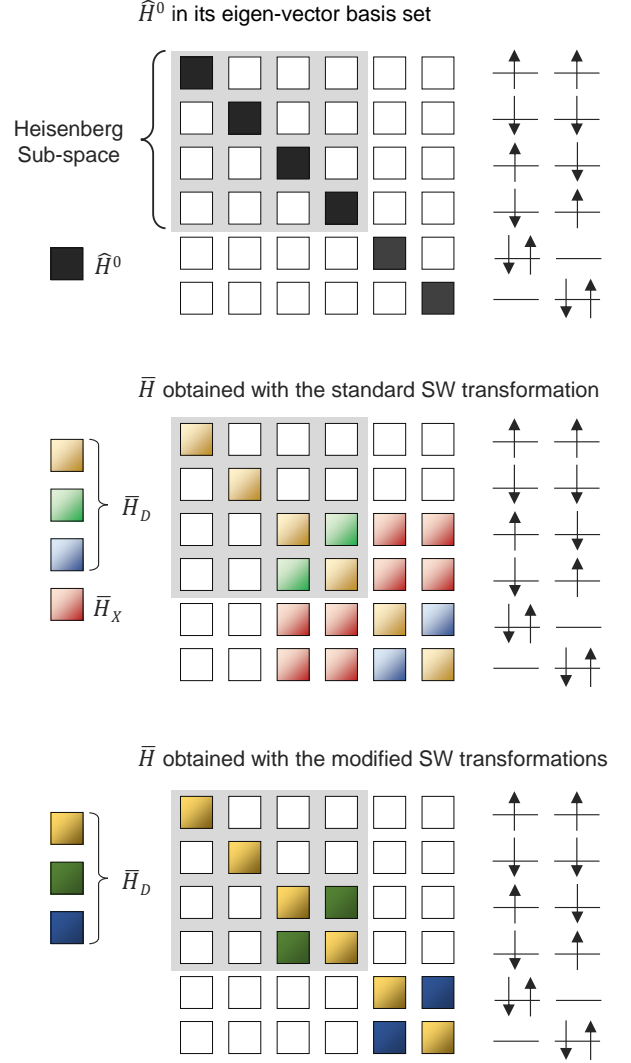 Ĥ⁰ in its eigen-vector basis set
Heisenberg
Sub-space
Ĥ⁰
H̅ obtained with the standard SW transformation
H̅_D
H̅_X
H̅ obtained with the modified SW transformations
H̅_D